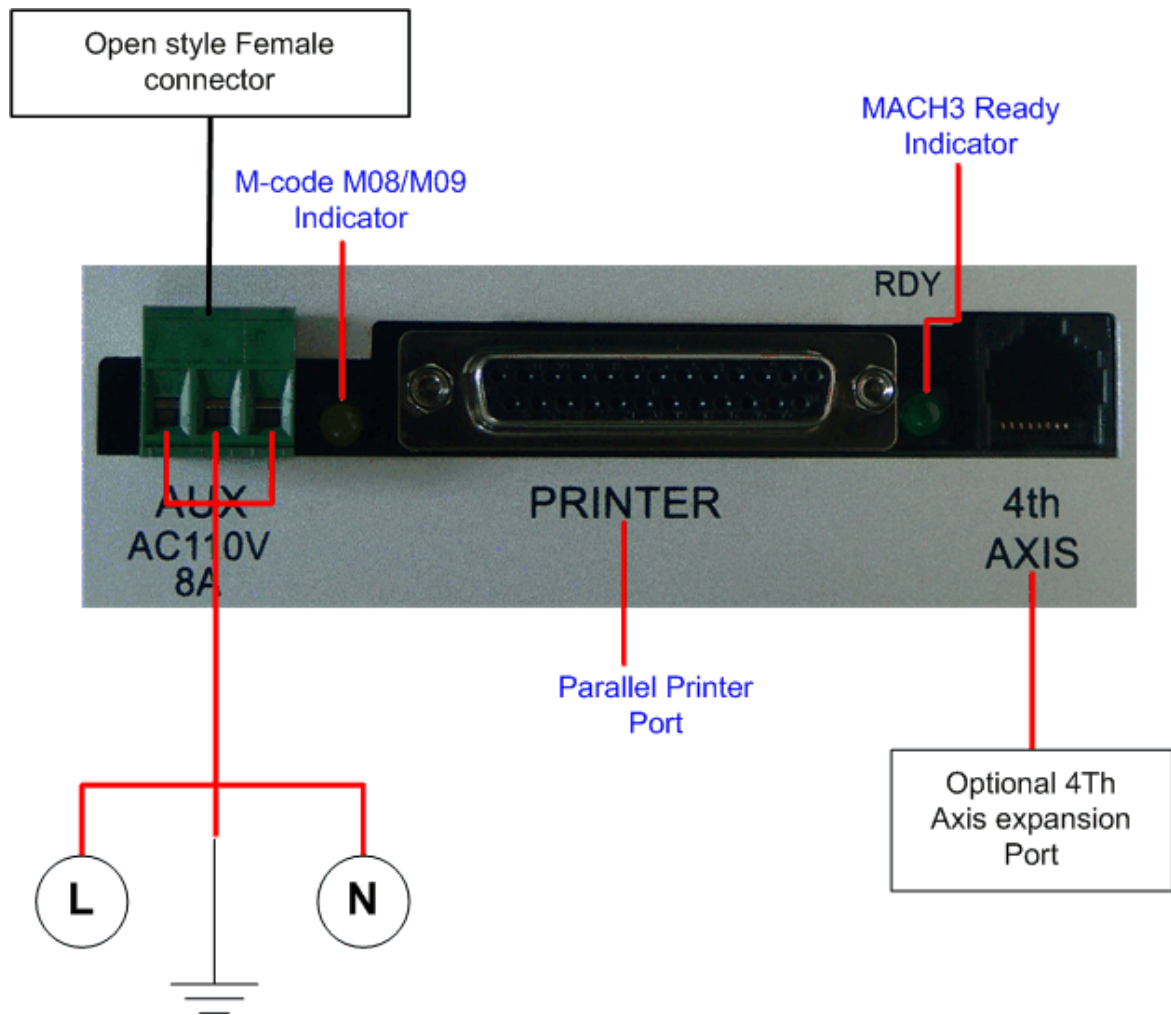 Open style Female
connector
MACH3 Ready
Indicator
M-code M08/M09
Indicator
RDY
AUX
AC110V
8A
PRINTER
4th
AXIS
Parallel Printer
Port
Optional 4Th
Axis expansion
Port
L
N